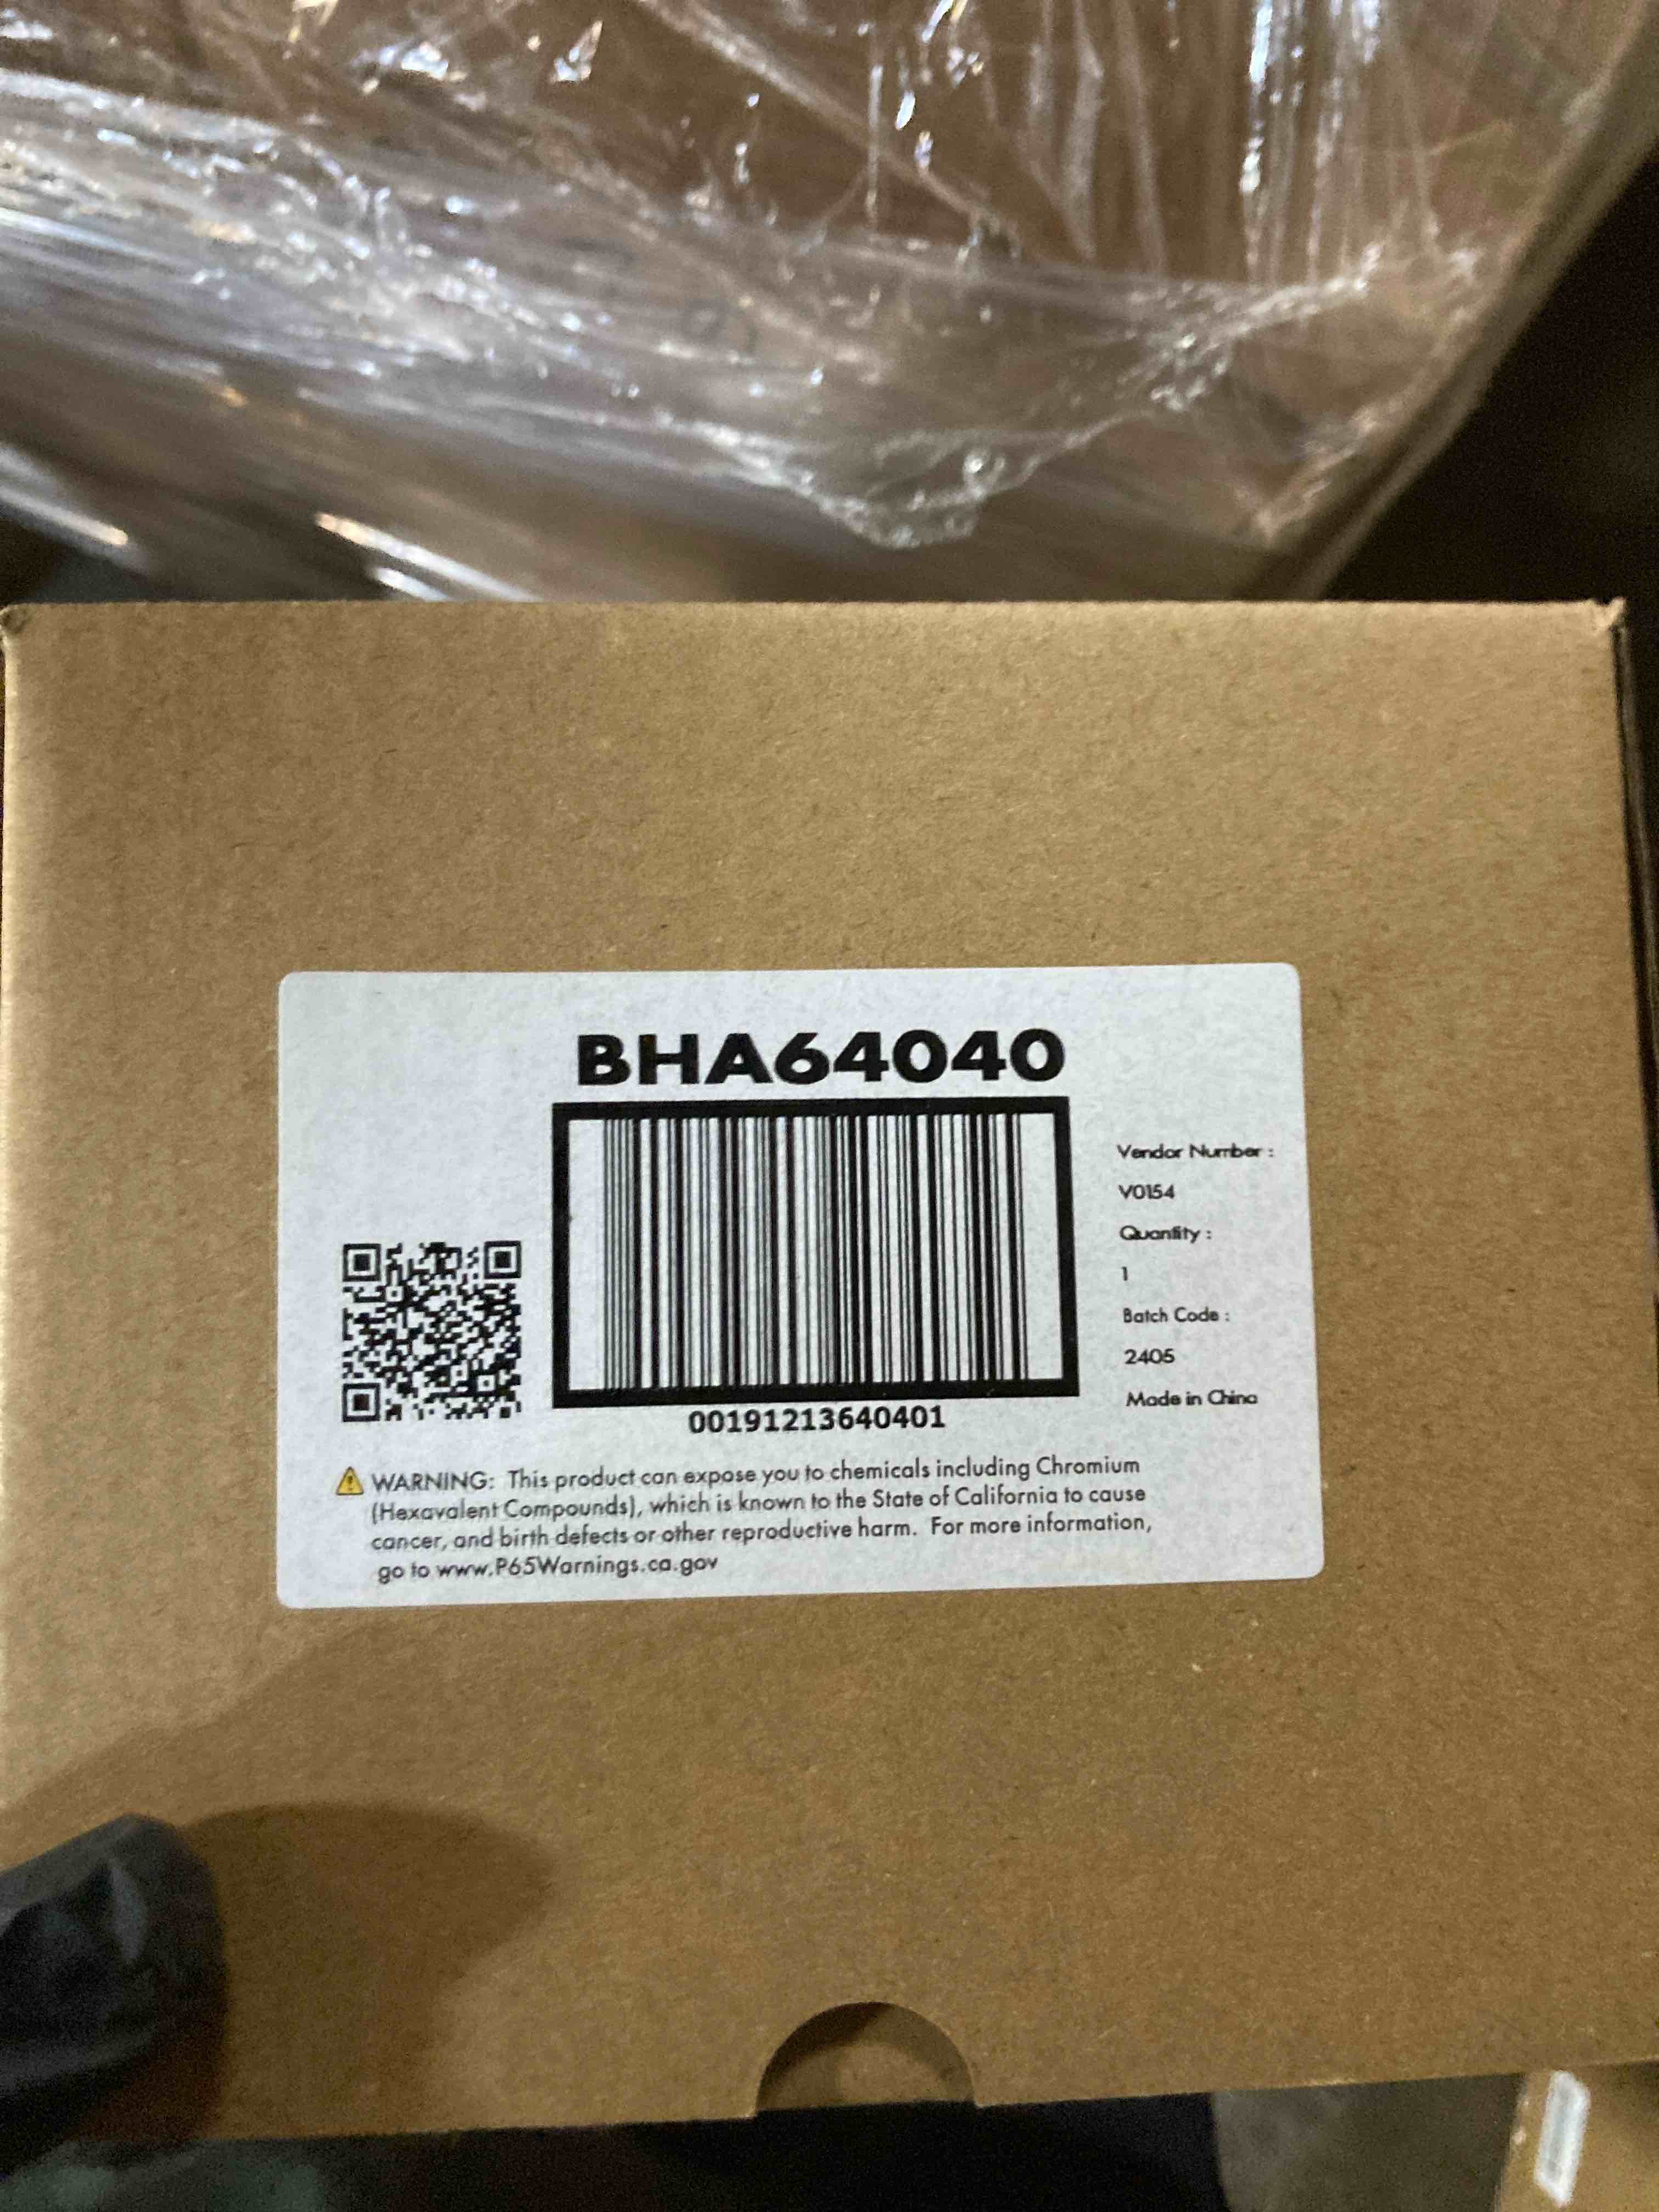 BHA64040
Vendor Number :
V0154
Quantity :
1
Batch Code :
2405
Made in China
00191213640401
WARNING: This product can expose you to chemicals including Chromium
(Hexavalent Compounds), which is known to the State of California to cause
cancer, and birth defects or other reproductive harm. For more information,
go to www.P65Warnings.ca.gov